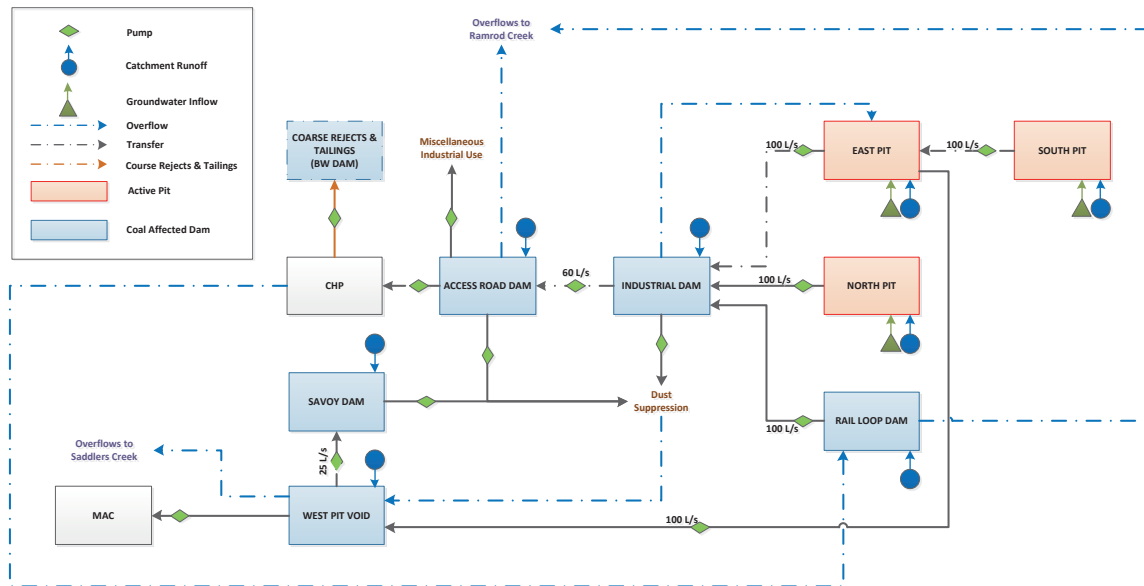 Pump
Catchment Runoff
Groundwater Inflow
Overflow
Transfer
Course Rejects & Tailings
Active Pit
Coal Affected Dam
Overflows to
Ramrod Creek
COARSE REJECTS &
TAILINGS
(BW DAM)
Miscellaneous
Industrial Use
100 L/s
EAST PIT
100 L/s
SOUTH PIT
CHP
ACCESS ROAD DAM
60 L/s
INDUSTRIAL DAM
100 L/s
NORTH PIT
SAVOY DAM
Dust
Suppression
100 L/s
RAIL LOOP DAM
Overflows to
Saddlers Creek
25 L/s
MAC
WEST PIT VOID
100 L/s